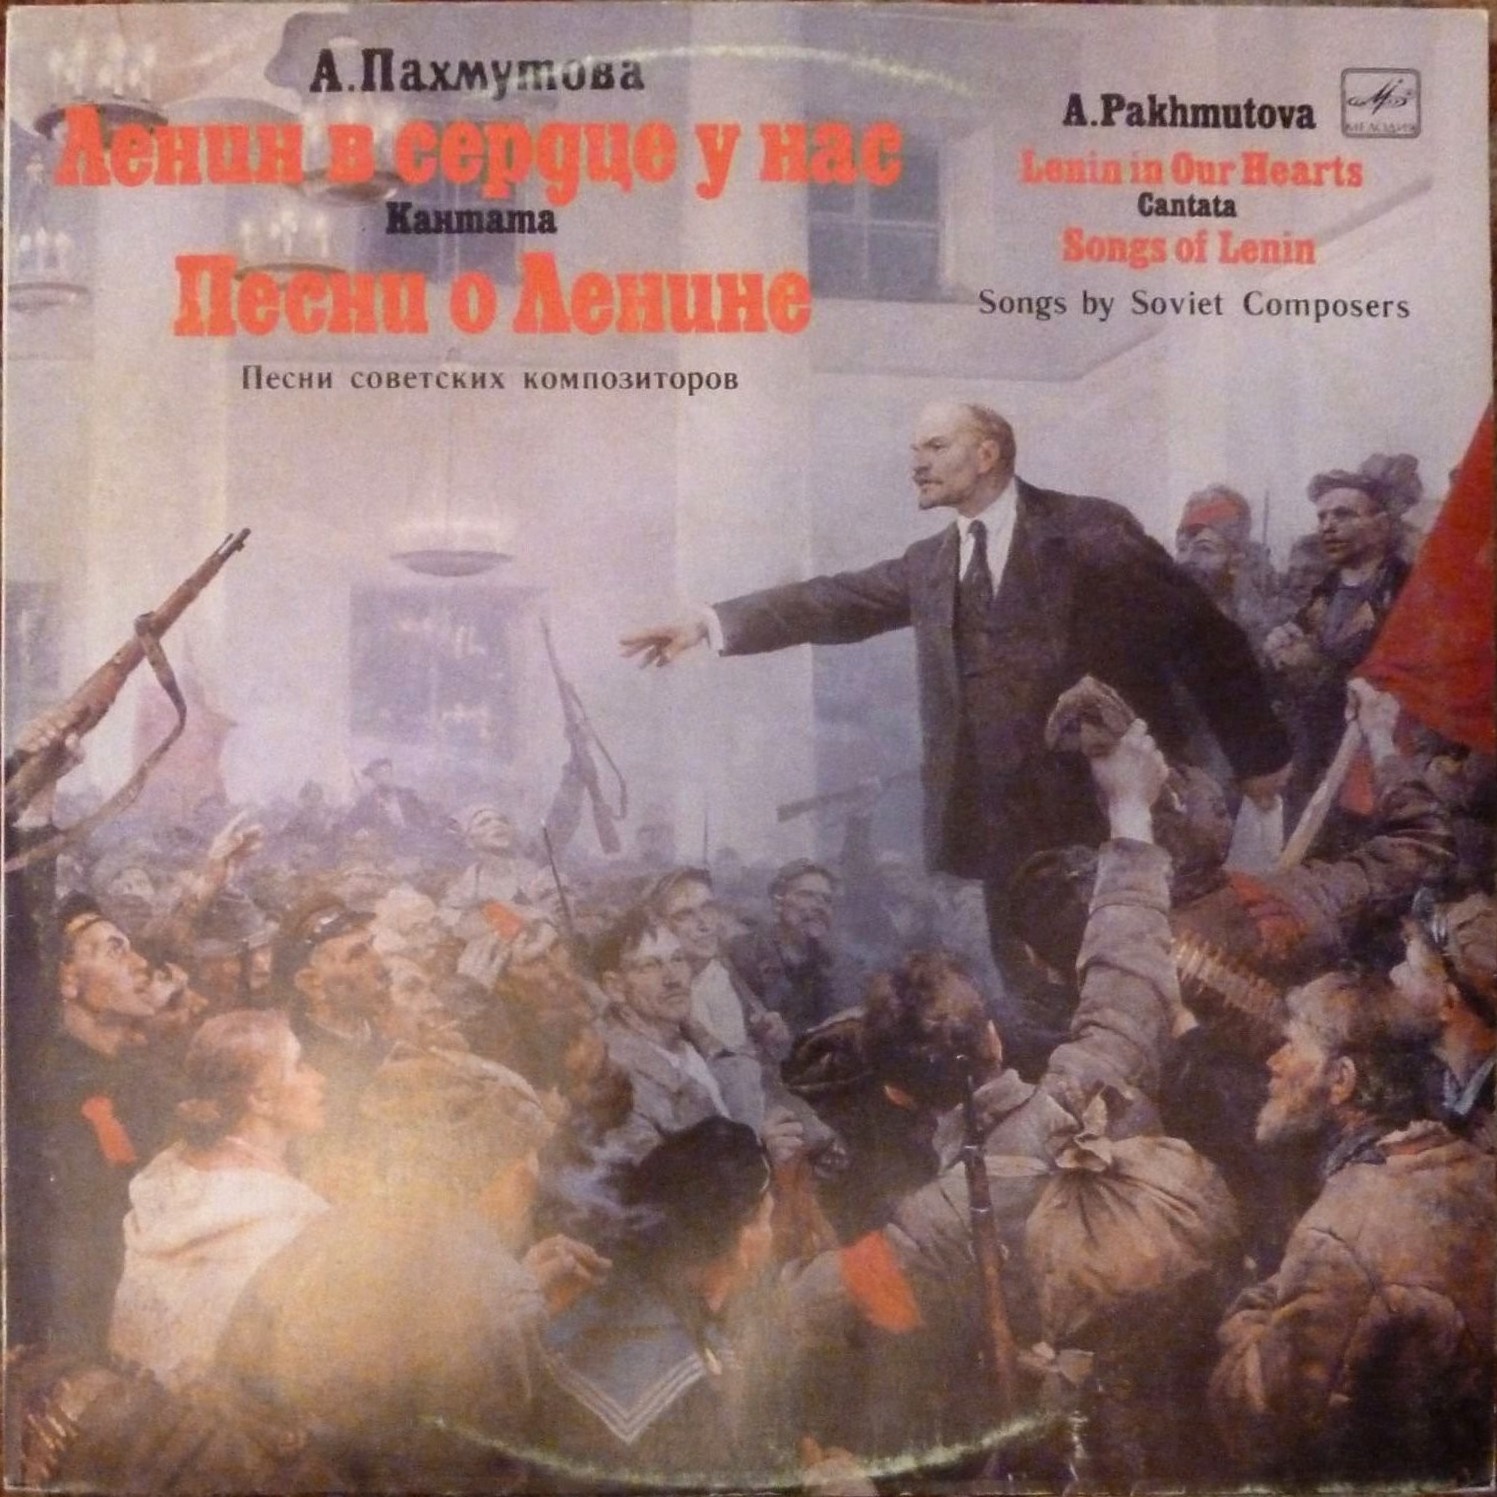 А.Пахмутова
Ленин в сердце у нас
Кантата
Песни о Ленине
Песни советских композиторов
A.Pakhmutova
Lenin in Our Hearts
Cantata
Songs of Lenin
Songs by Soviet Composers
МЕЛОДИЯ